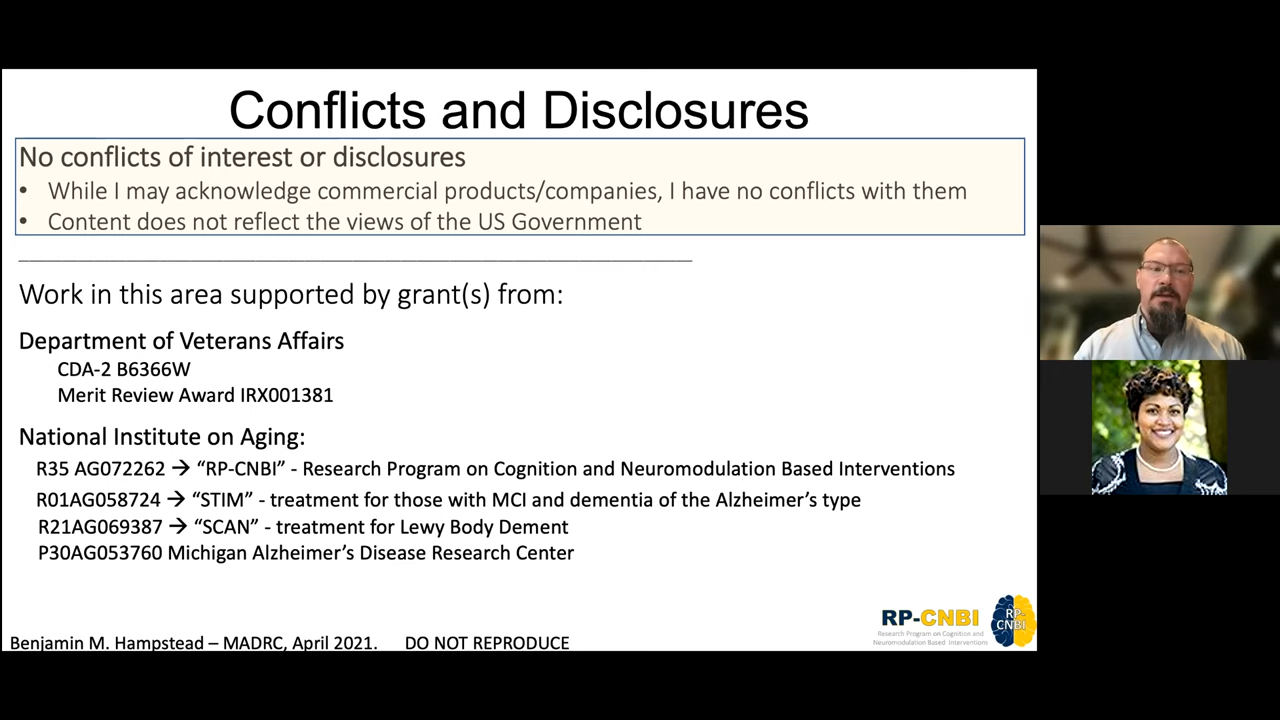 Conflicts and Disclosures
No conflicts of interest or disclosures
• While I may acknowledge commercial products/companies, I have no conflicts with them
• Content does not reflect the views of the US Government
Work in this area supported by grant(s) from:
Department of Veterans Affairs
CDA-2 B6366W
Merit Review Award IRX001381
National Institute on Aging:
R35 AG072262 → “RP-CNBI” - Research Program on Cognition and Neuromodulation Based Interventions
R01AG058724 → “STIM” - treatment for those with MCI and dementia of the Alzheimer’s type
R21AG069387 → “SCAN” - treatment for Lewy Body Dement
P30AG053760 Michigan Alzheimer’s Disease Research Center
RP-CNBI
Research Program on Cognition and
Neuromodulation Based Interventions
RP-
CNBI
Benjamin M. Hampstead – MADRC, April 2021. DO NOT REPRODUCE